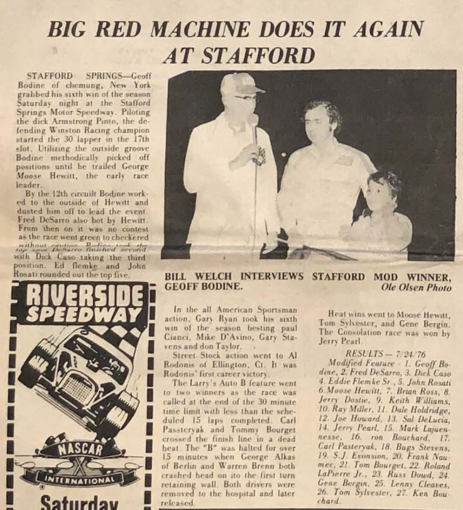 BIG RED MACHINE DOES IT AGAIN
AT STAFFORD
STAFFORD SPRINGS—Geoff
Bodine of chemung, New York
grabbed his sixth win of the season
Saturday night at the Stafford
Springs Motor Speedway. Piloting
the dick Armstrong Pinto, the de-
fending Winston Racing champion
started the 30 lapper in the 17th
slot. Utilizing the outside groove
Bodine methodically picked off
positions until he trailed George
Moose Hewitt, the early race
leader.
By the 12th circuilt Bodine work-
ed to the outside of Hewitt and
dusted him off to lead the event.
Fred DeSarro also hot by Hewitt.
From then on it was no contest
as the race went green to checkered
without caution. Bodine took the
top spot DeSarro finished second
with Dick Caso taking the third
position. Ed flemke and John
Rosati rounded out the top five.
BILL WELCH INTERVIEWS STAFFORD MOD WINNER,
GEOFF BODINE.
Ole Olsen Photo
RIVERSIDE
SPEEDWAY
NASCAR
INTERNATIONAL
Saturday
In the all American Sportsman
action, Gary Ryan took his sixth
win of the season besting paul
Cianci, Mike D'Avino, Gary Sta-
vens and don Taylor.
Street Stock action went to Al
Rodonis of Ellington, Ct. It was
Rodonis' first career victory.
The Larry's Auto B feature went
to two winners as the race was
called at the end of the 30 minute
time limit with less than the sche-
duled 15 laps completed. Carl
Pasteryak and Tommy Bourget
crossed the finish line in a dead
heat. The "B" was halted for over
15 minutes when George Alkas
of Berlin and Warren Brenn both
crashed head on ito the first turn
retaining wall. Both drivers were
removed to the hospital and later
released.
Heat wins went to Moose Hewitt,
Tom Sylvester, and Gene Bergin.
The Consolation race was won by
Jerry Pearl.
RESULTS — 7/24/76
Modified Feature - 1. Geoff Bo-
dine, 2. Fred DeSarro, 3. Dick Caso
4. Eddie Flemke Sr., 5. John Rosati
6. Moose Hewitt, 7. Brian Ross, 8.
Jerry Dostie, 9. Keith Williams,
10. Ray Miller, 11. Dale Holdridge,
12. Joe Howard, 13. Sal DeLucia,
14. Jerry Pearl, 15. Mark Lajeun-
nesse, 16. ron Bouchard, 17.
Carl Pasteryak, 18. Bugs Stevens,
19. S.J. Evonsion, 20. Frank Nau-
mec, 21. Tom Bourget, 22. Roland
LaPierre Jr., 23. Russ Dowd, 24.
Gene Bergin, 25. Lenny Cleaves,
26. Tom Sylvester, 27. Ken Bou-
chard.